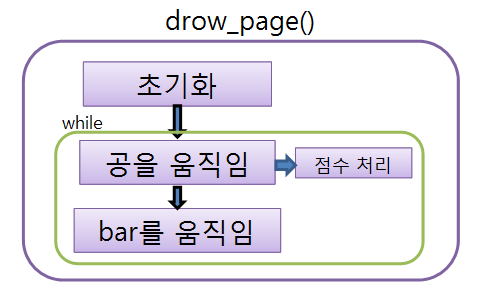 drow_page()
초기화
while
공을 움직임
점수 처리
bar를 움직임